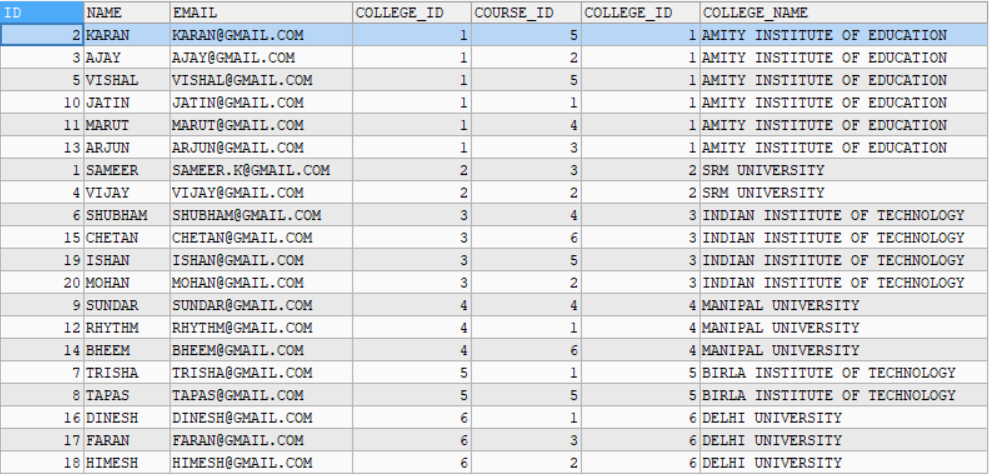 ID NAME EMAIL COLLEGE_ID COURSE_ID COLLEGE_ID COLLEGE_NAME
2 KARAN KARAN@GMAIL.COM 1 5 1 AMITY INSTITUTE OF EDUCATION
3 AJAY AJAY@GMAIL.COM 1 2 1 AMITY INSTITUTE OF EDUCATION
5 VISHAL VISHAL@GMAIL.COM 1 5 1 AMITY INSTITUTE OF EDUCATION
10 JATIN JATIN@GMAIL.COM 1 1 1 AMITY INSTITUTE OF EDUCATION
11 MARUT MARUT@GMAIL.COM 1 4 1 AMITY INSTITUTE OF EDUCATION
13 ARJUN ARJUN@GMAIL.COM 1 3 1 AMITY INSTITUTE OF EDUCATION
1 SAMEER SAMEER.K@GMAIL.COM 2 3 2 SRM UNIVERSITY
4 VIJAY VIJAY@GMAIL.COM 2 2 2 SRM UNIVERSITY
6 SHUBHAM SHUBHAM@GMAIL.COM 3 4 3 INDIAN INSTITUTE OF TECHNOLOGY
15 CHETAN CHETAN@GMAIL.COM 3 6 3 INDIAN INSTITUTE OF TECHNOLOGY
19 ISHAN ISHAN@GMAIL.COM 3 5 3 INDIAN INSTITUTE OF TECHNOLOGY
20 MOHAN MOHAN@GMAIL.COM 3 2 3 INDIAN INSTITUTE OF TECHNOLOGY
9 SUNDAR SUNDAR@GMAIL.COM 4 4 4 MANIPAL UNIVERSITY
12 RHYTHM RHYTHM@GMAIL.COM 4 1 4 MANIPAL UNIVERSITY
14 BHEEM BHEEM@GMAIL.COM 4 6 4 MANIPAL UNIVERSITY
7 TRISHA TRISHA@GMAIL.COM 5 1 5 BIRLA INSTITUTE OF TECHNOLOGY
8 TAPAS TAPAS@GMAIL.COM 5 5 5 BIRLA INSTITUTE OF TECHNOLOGY
16 DINESH DINESH@GMAIL.COM 6 1 6 DELHI UNIVERSITY
17 FARAN FARAN@GMAIL.COM 6 3 6 DELHI UNIVERSITY
18 HIMESH HIMESH@GMAIL.COM 6 2 6 DELHI UNIVERSITY